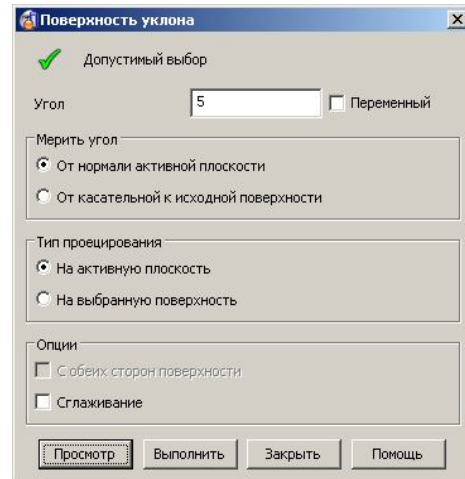 Поверхность уклона
Допустимый выбор
Угол 5 Переменный
Мерить угол
От нормали активной плоскости
От касательной к исходной поверхности
Тип проецирования
На активную плоскость
На выбранную поверхность
Опции
С обеих сторон поверхности
Сглаживание
Просмотр Выполнить Закрыть Помощь